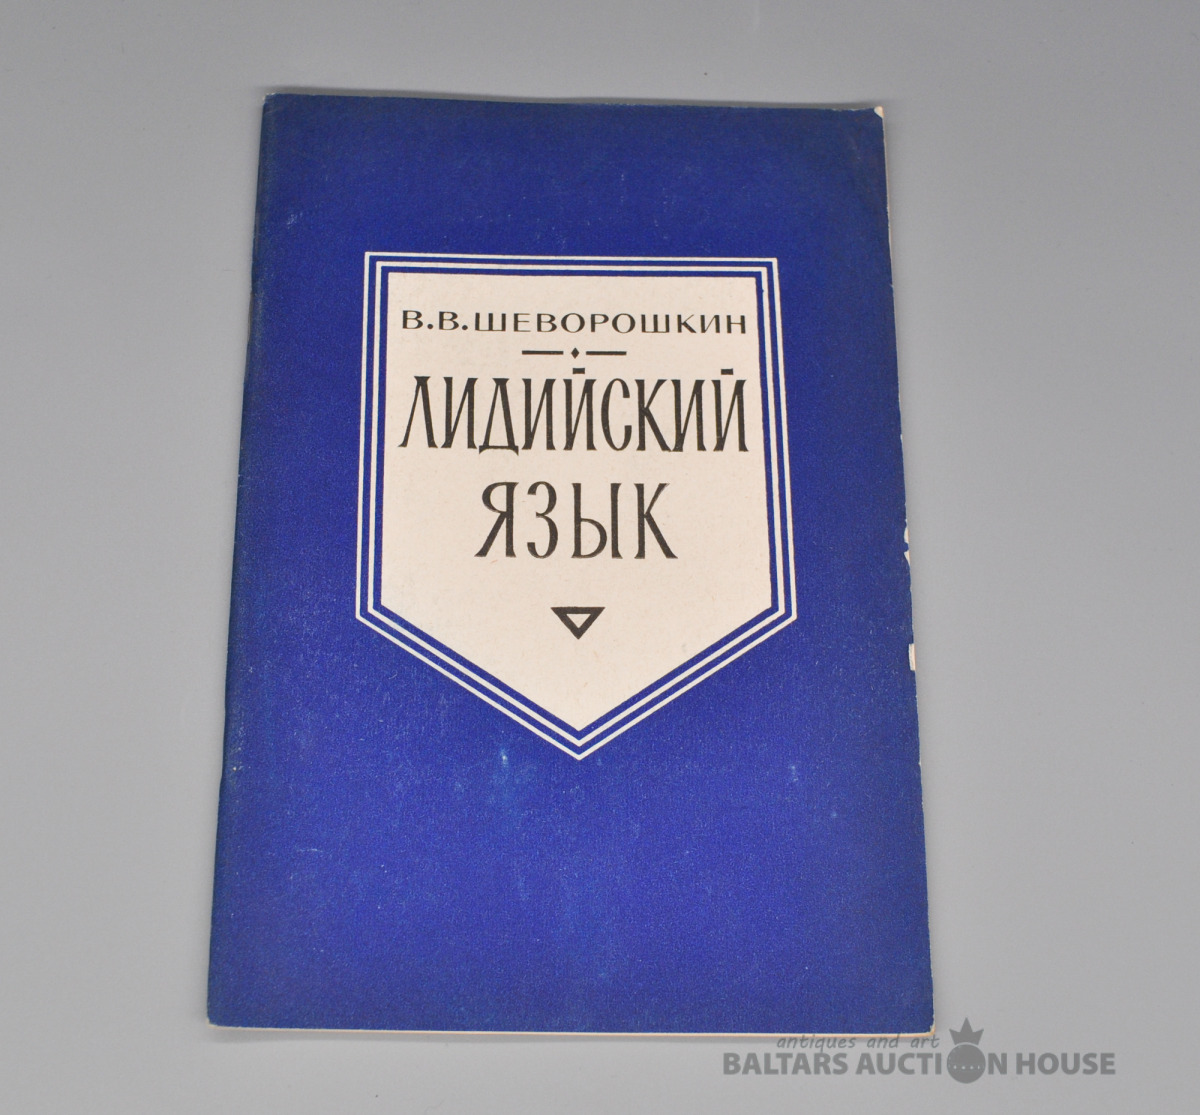 В.В.ШЕВОРОШКИН
ЛИДИЙСКИЙ
ЯЗЫК
antiques and art
BALTARS AUCTION HOUSE